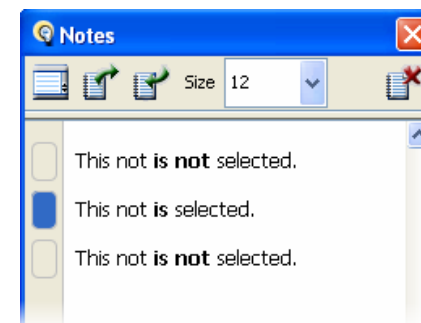 Notes
Size 12
This not is not selected.
This not is selected.
This not is not selected.